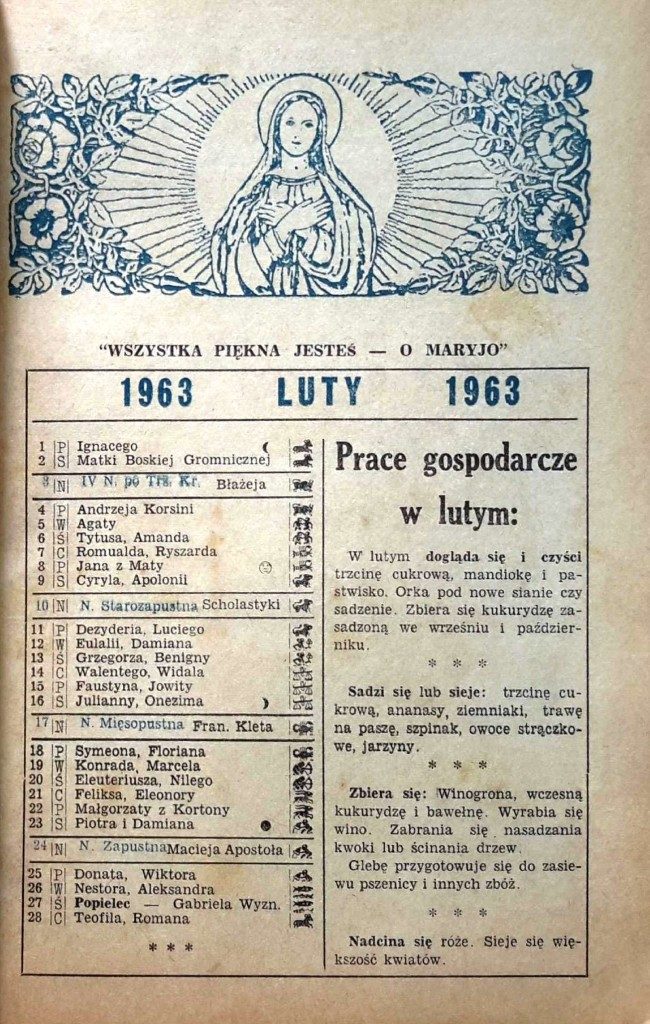 "WSZYSTKA PIĘKNA JESTEŚ — O MARYJO"
1963 LUTY 1963
1 P Ignacego
2 S Matki Boskiej Gromnicznej
3 N IV N. po Trz. Kr. Błażeja
4 P Andrzeja Korsini
5 W Agaty
6 Ś Tytusa, Amanda
7 C Romualda, Ryszarda
8 P Jana z Maty
9 S Cyryla, Apolonii
10 N N. Starozapustna Scholastyki
11 P Dezyderia, Luciego
12 W Eulalii, Damiana
13 Ś Grzegorza, Benigny
14 C Walentego, Widala
15 P Faustyna, Jowity
16 S Julianny, Onezima
17 N N. Mięsopustna Fran. Kleta
18 P Symeona, Floriana
19 W Konrada, Marcela
20 Ś Eleuteriusza, Nilego
21 C Feliksa, Eleonory
22 P Małgorzaty z Kortony
23 S Piotra i Damiana
24 N N. Zapustna Macieja Apostoła
25 P Donata, Wiktora
26 W Nestora, Aleksandra
27 Ś Popielec — Gabriela Wyzn.
28 C Teofila, Romana
* * *
Prace gospodarcze
w lutym:
W lutym dogląda się i czyści
trzcinę cukrową, mandiokę i pa-
stwisko. Orka pod nowe sianie czy
sadzenie. Zbiera się kukurydzę za-
sadzoną we wrześniu i paździer-
niku.
* * *
Sadzi się lub sieje: trzcinę cu-
krową, ananasy, ziemniaki, trawę
na paszę, szpinak, owoce strączko-
we, jarzyny.
* * *
Zbiera się: Winogrona, wczesną
kukurydzę i bawełnę. Wyrabia się
wino. Zabrania się nasadzania
kwoki lub ścinania drzew.
Glebę przygotowuje się do zasie-
wu pszenicy i innych zbóż.
* * *
Nadcina się róże. Sieje się wię-
kszość kwiatów.